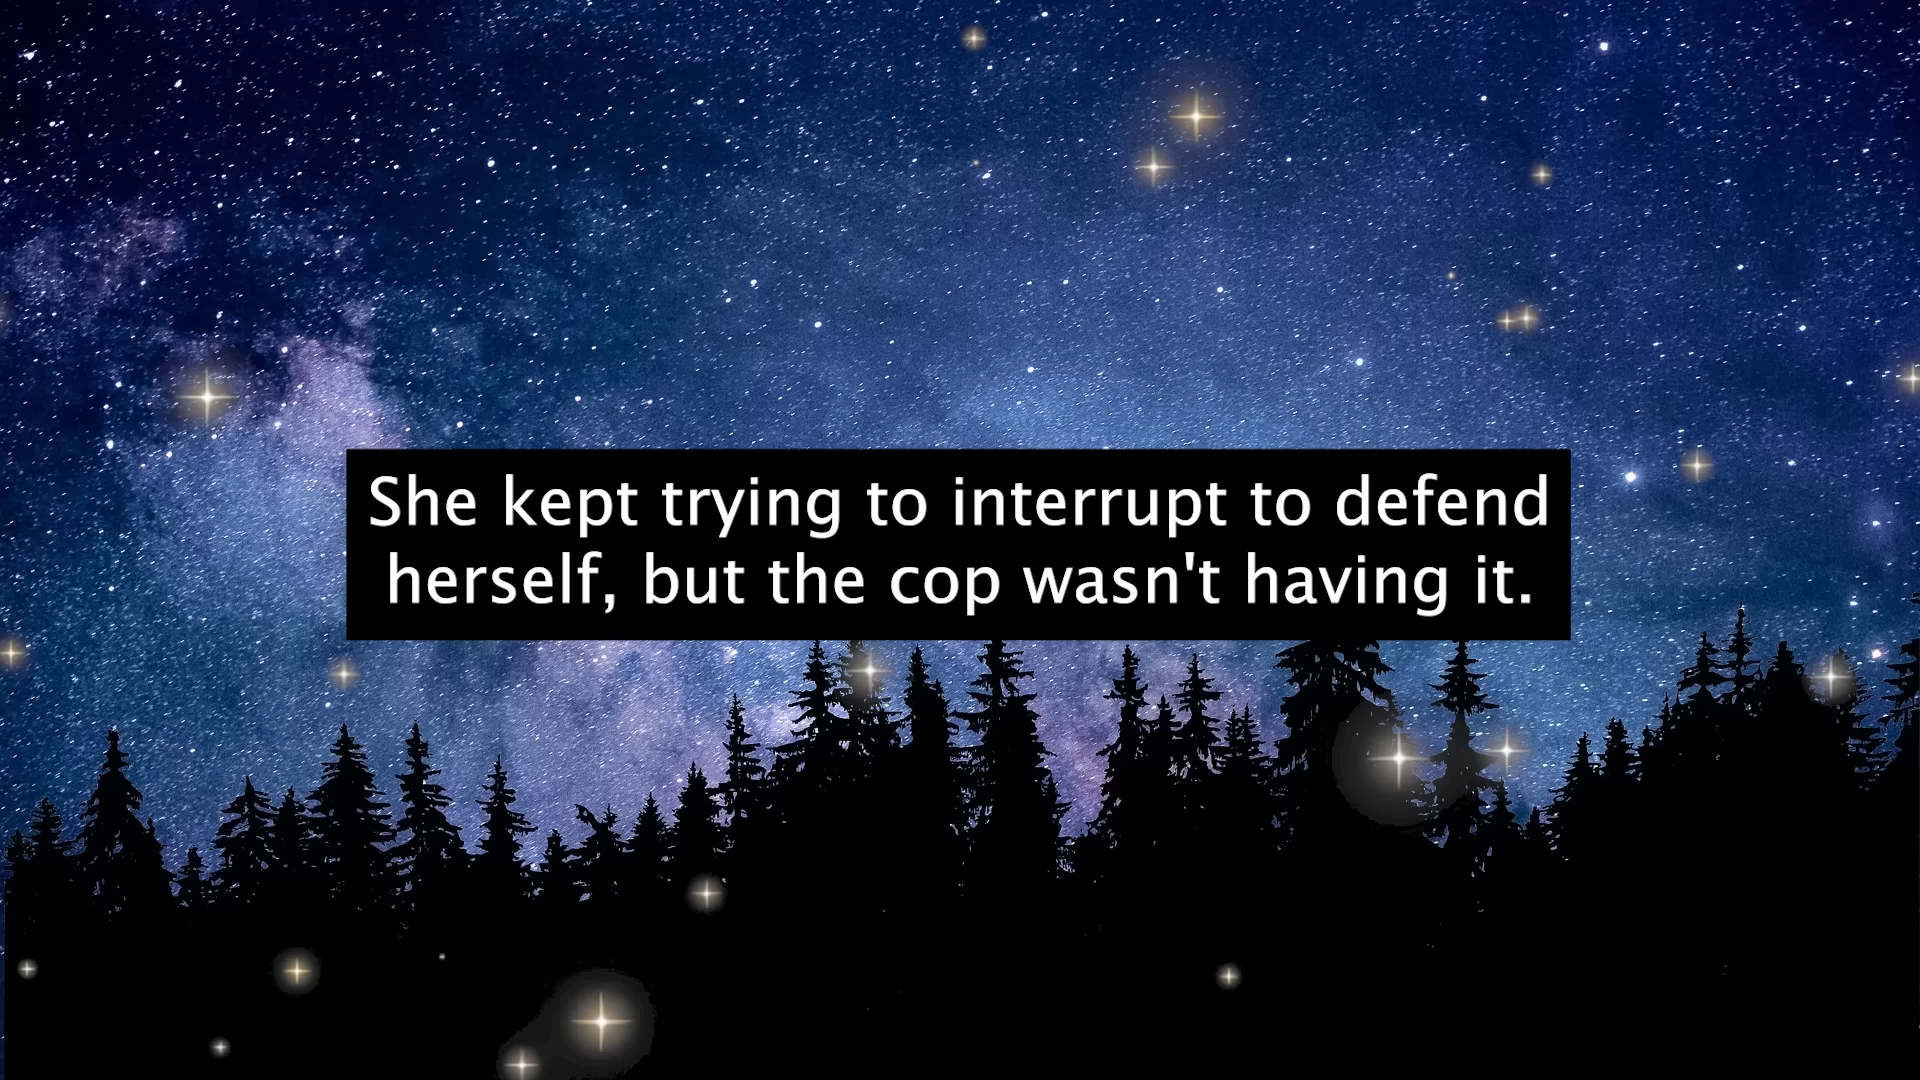 She kept trying to interrupt to defend
herself, but the cop wasn't having it.